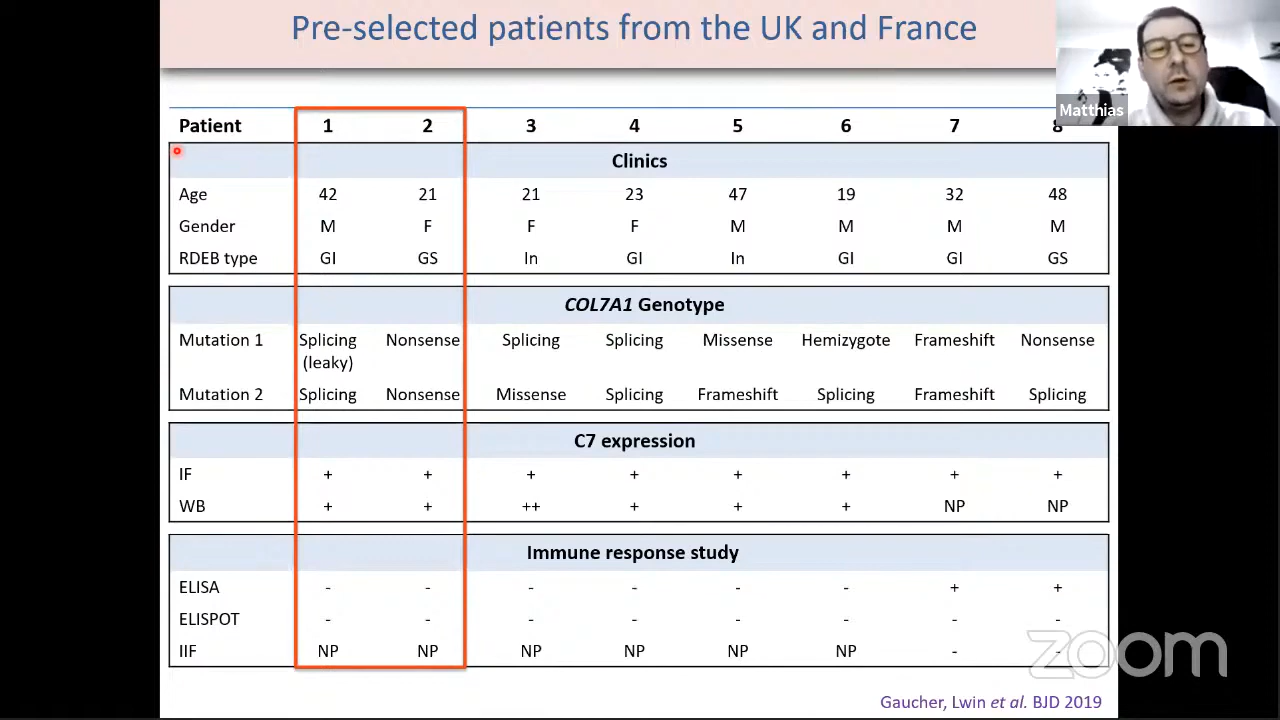 Pre-selected patients from the UK and France
Matthias
Patient 1 2 3 4 5 6 7 8
Clinics
Age 42 21 21 23 47 19 32 48
Gender M F F F M M M M
RDEB type GI GS In GI In GI GI GS
COL7A1 Genotype
Mutation 1 Splicing Nonsense Splicing Splicing Missense Hemizygote Frameshift Nonsense
(leaky)
Mutation 2 Splicing Nonsense Missense Splicing Frameshift Splicing Frameshift Splicing
C7 expression
IF + + + + + + + +
WB + + ++ + + + NP NP
Immune response study
ELISA - - - - - - + +
ELISPOT - - - - - - - -
IIF NP NP NP NP NP NP - -
zoom
Gaucher, Lwin et al. BJD 2019